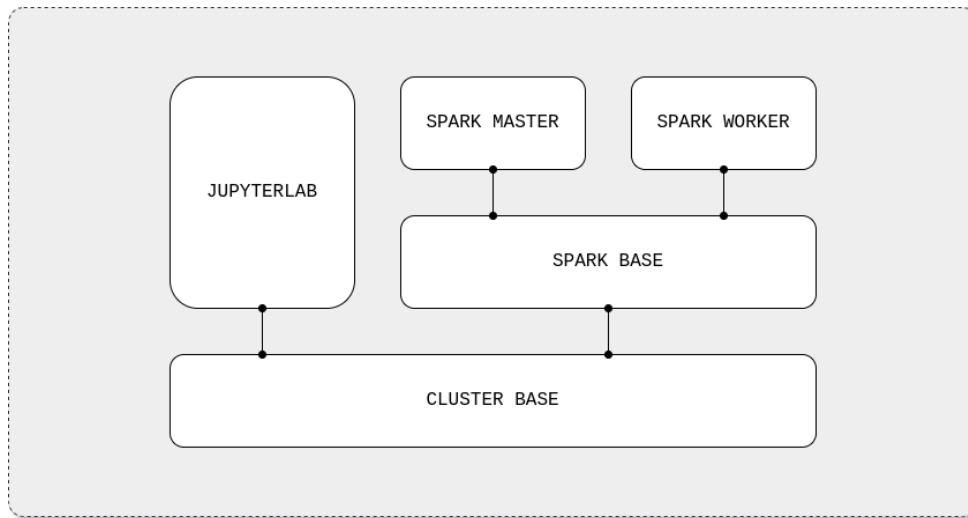 SPARK MASTER
SPARK WORKER
JUPYTERLAB
SPARK BASE
CLUSTER BASE